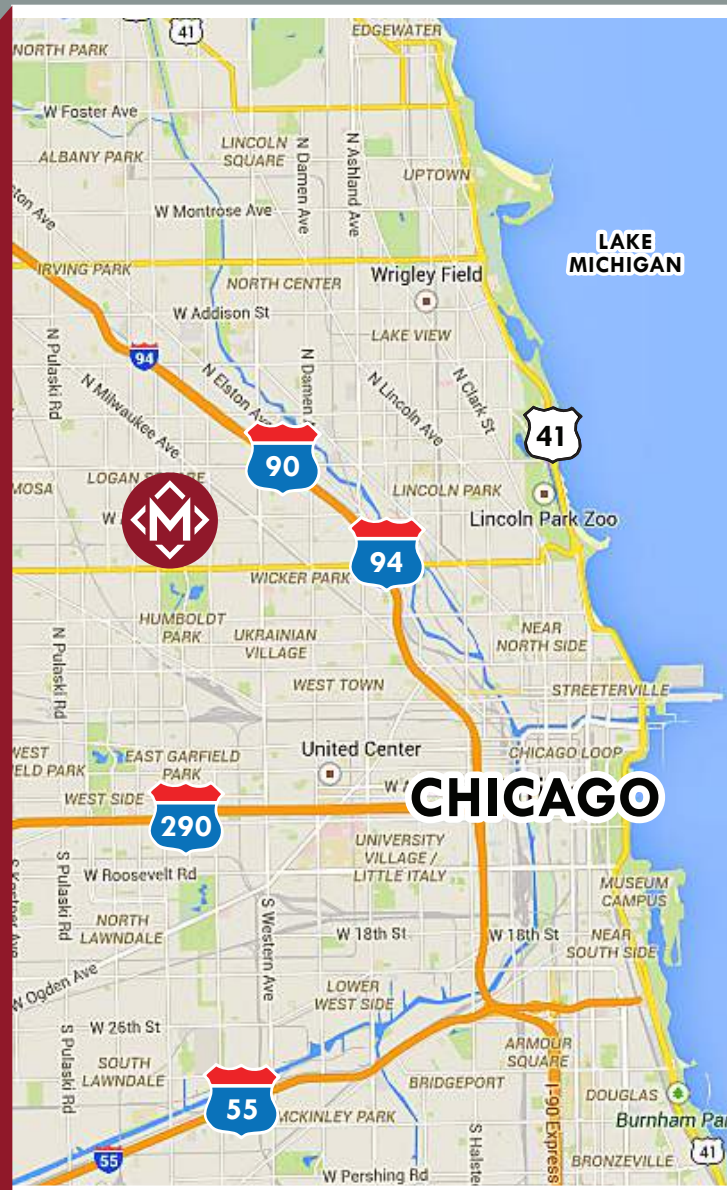 41
EDGEWATER
NORTH PARK
W Foster Ave
LINCOLN
SQUARE
N Damen Ave
N Ashland Ave
ALBANY PARK
UPTOWN
W Montrose Ave
LAKE
MICHIGAN
IRVING PARK
NORTH CENTER
Wrigley Field
W Addison St
LAKE VIEW
N Pulaski Rd
94
N Milwaukee Ave
N Elston Ave
N Damen
N Lincoln Ave
N Clark St
41
90
LOGAN
LINCOLN PARK
M
Lincoln Park Zoo
94
WICKER PARK
HUMBOLDT
PARK
UKRAINIAN
VILLAGE
NEAR
NORTH SIDE
N Pulaski Rd
WEST TOWN
STREETERVILLE
WEST
EAST GARFIELD
PARK
United Center
CHICAGO LOOP
WEST SIDE
CHICAGO
290
UNIVERSITY
VILLAGE /
LITTLE ITALY
W Roosevelt Rd
MUSEUM
CAMPUS
S Pulaski Rd
S Western Ave
NORTH
LAWNDALE
W 18th St
W 18th St
NEAR
SOUTH SIDE
W Ogden Ave
LOWER
WEST SIDE
W 26th St
S Pulaski Rd
ARMOUR
SQUARE
SOUTH
LAWNDALE
BRIDGEPORT
I-90 Express
DOUGLAS
55
MCKINLEY PARK
Burnham
S Halste
41
55
BRONZEVILLE
W Pershing Rd